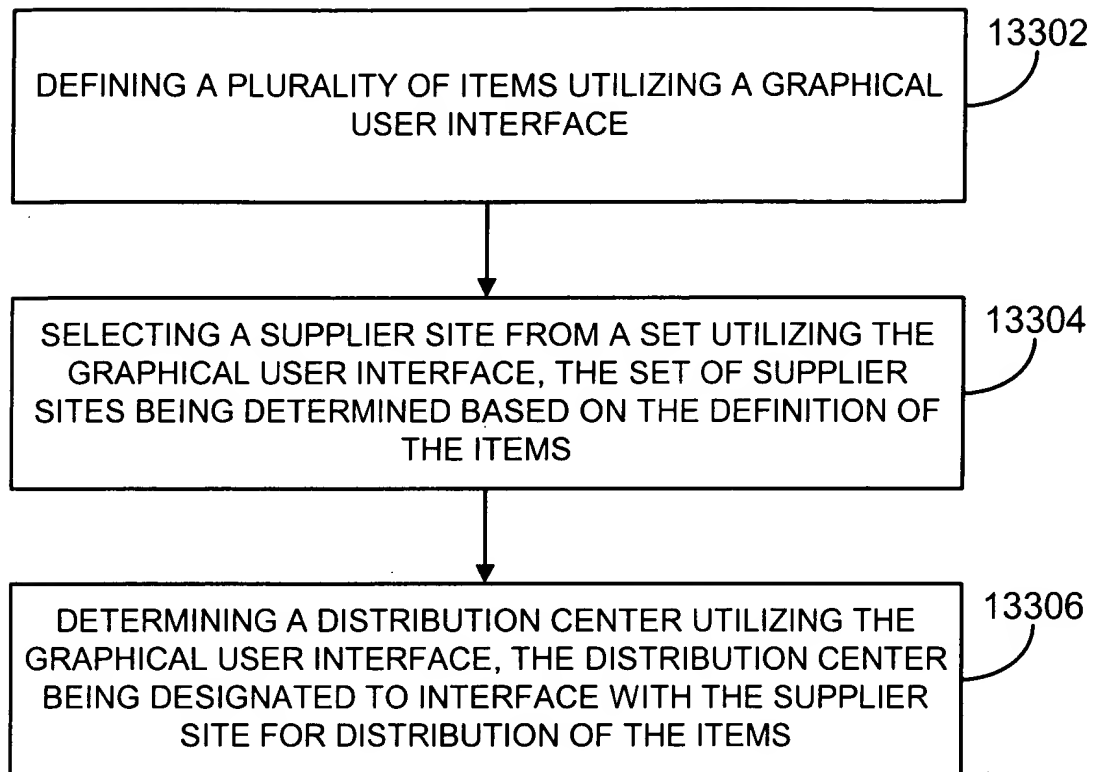 13302
DEFINING A PLURALITY OF ITEMS UTILIZING A GRAPHICAL
USER INTERFACE
13304
SELECTING A SUPPLIER SITE FROM A SET UTILIZING THE
GRAPHICAL USER INTERFACE, THE SET OF SUPPLIER
SITES BEING DETERMINED BASED ON THE DEFINITION OF
THE ITEMS
13306
DETERMINING A DISTRIBUTION CENTER UTILIZING THE
GRAPHICAL USER INTERFACE, THE DISTRIBUTION CENTER
BEING DESIGNATED TO INTERFACE WITH THE SUPPLIER
SITE FOR DISTRIBUTION OF THE ITEMS